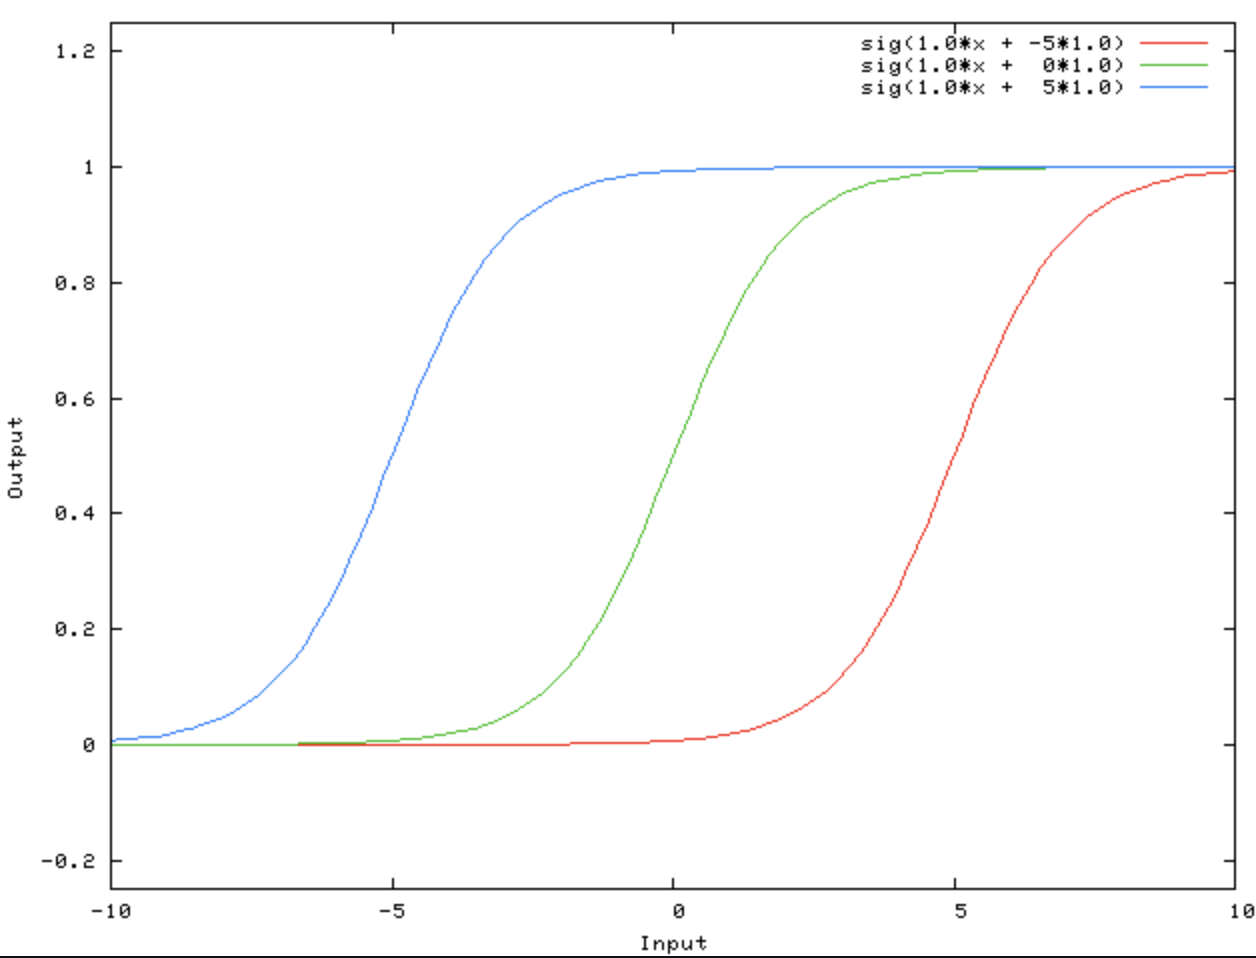 sig(1.0*x + -5*1.0)
sig(1.0*x +  0*1.0)
sig(1.0*x +  5*1.0)
1.2
1
0.8
0.6
0.4
0.2
0
-0.2
Output
-10
-5
0
5
10
Input